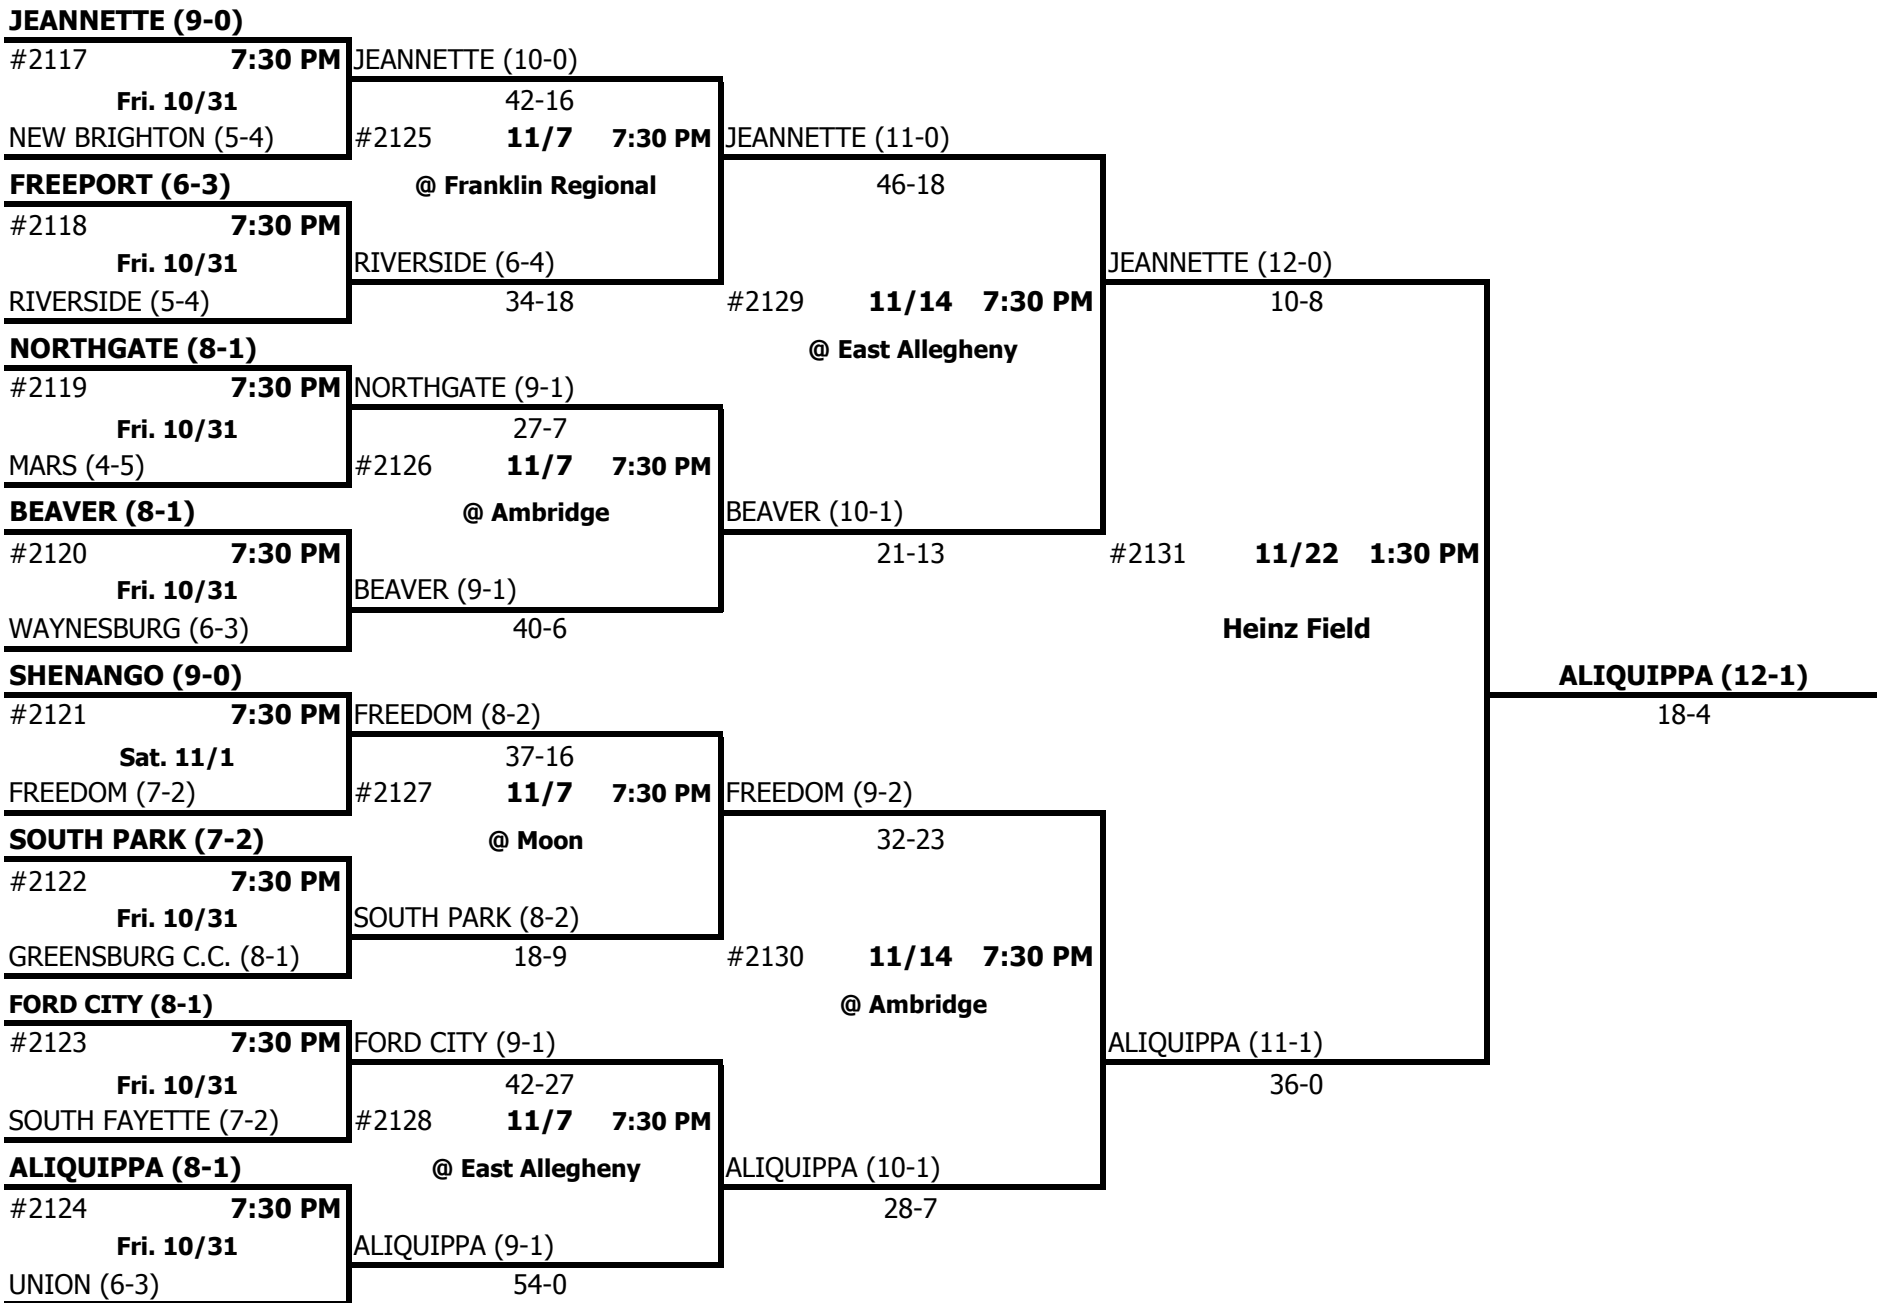 JEANNETTE (9-0)
#2117 7:30 PM JEANNETTE (10-0)
Fri. 10/31 42-16
NEW BRIGHTON (5-4) #2125 11/7 7:30 PM JEANNETTE (11-0)
FREEPORT (6-3) @ Franklin Regional 46-18
#2118 7:30 PM
Fri. 10/31 RIVERSIDE (6-4) JEANNETTE (12-0)
RIVERSIDE (5-4) 34-18 #2129 11/14 7:30 PM 10-8
NORTHGATE (8-1) @ East Allegheny
#2119 7:30 PM NORTHGATE (9-1)
Fri. 10/31 27-7
MARS (4-5) #2126 11/7 7:30 PM
BEAVER (8-1) @ Ambridge BEAVER (10-1)
#2120 7:30 PM 21-13 #2131 11/22 1:30 PM
Fri. 10/31 BEAVER (9-1)
WAYNESBURG (6-3) 40-6 Heinz Field
SHENANGO (9-0) ALIQUIPPA (12-1)
#2121 7:30 PM FREEDOM (8-2) 18-4
Sat. 11/1 37-16
FREEDOM (7-2) #2127 11/7 7:30 PM FREEDOM (9-2)
SOUTH PARK (7-2) @ Moon 32-23
#2122 7:30 PM
Fri. 10/31 SOUTH PARK (8-2)
GREENSBURG C.C. (8-1) 18-9 #2130 11/14 7:30 PM
FORD CITY (8-1) @ Ambridge
#2123 7:30 PM FORD CITY (9-1) ALIQUIPPA (11-1)
Fri. 10/31 42-27 36-0
SOUTH FAYETTE (7-2) #2128 11/7 7:30 PM
ALIQUIPPA (8-1) @ East Allegheny ALIQUIPPA (10-1)
#2124 7:30 PM 28-7
Fri. 10/31 ALIQUIPPA (9-1)
UNION (6-3) 54-0